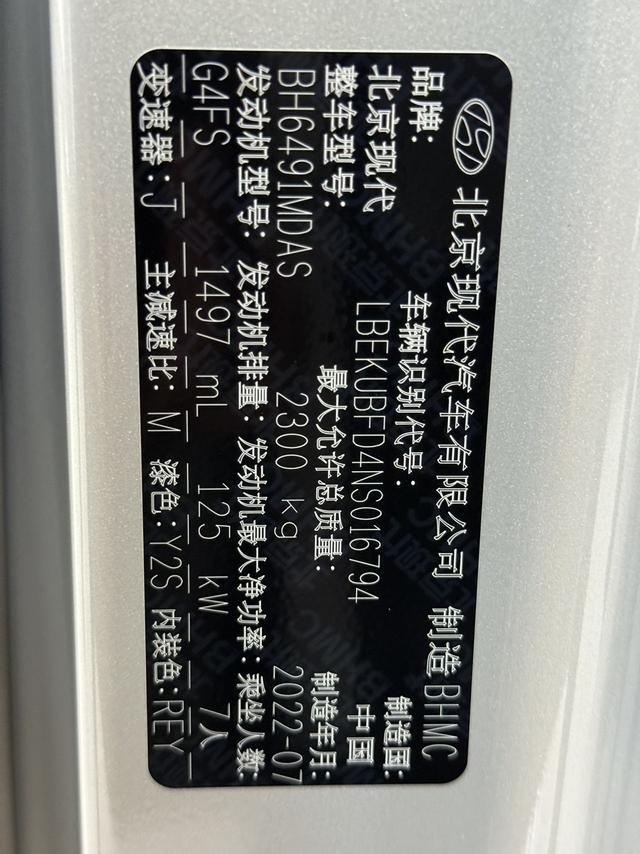 北京现代汽车有限公司 制造 BHMC
品牌: 车辆识别代号: 制造国:
北京现代 LBEKUBFD4NS016794 中国
整车型号: 最大允许总质量: 制造年月:
BH6491MDAS 2300 kg 2022-07
发动机型号: 发动机排量: 发动机最大净功率: 乘坐人数:
G4FS 1497 mL 125 kW 7人
变速器: J 主减速比: M 漆色: Y2S 内装色: REY